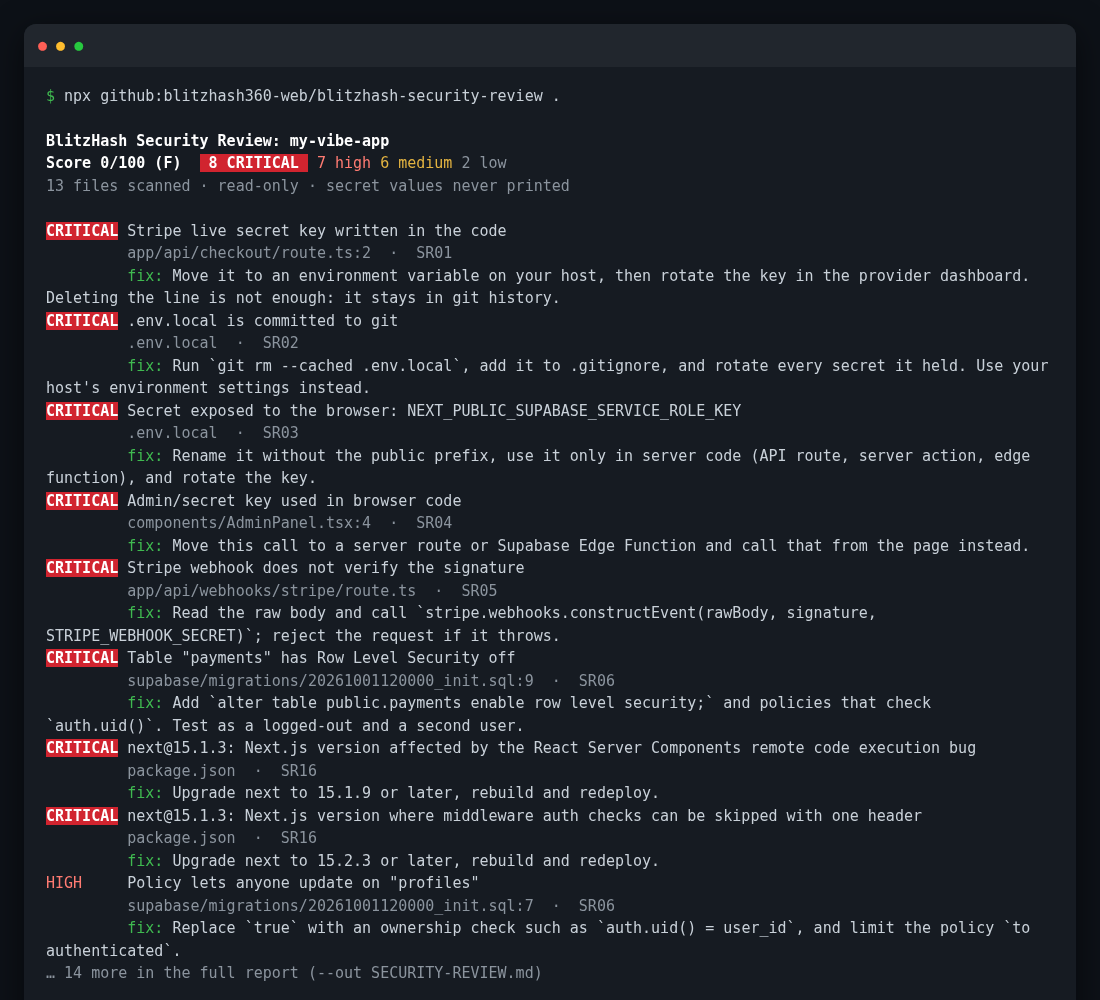 $ npx github:blitzhash360-web/blitzhash-security-review .
BlitzHash Security Review: my-vibe-app
Score 0/100 (F)  8 CRITICAL  7 high 6 medium 2 low
13 files scanned · read-only · secret values never printed
CRITICAL Stripe live secret key written in the code
app/api/checkout/route.ts:2  ·  SR01
fix: Move it to an environment variable on your host, then rotate the key in the provider dashboard.
Deleting the line is not enough: it stays in git history.
CRITICAL .env.local is committed to git
.env.local  ·  SR02
fix: Run `git rm --cached .env.local`, add it to .gitignore, and rotate every secret it held. Use your
host's environment settings instead.
CRITICAL Secret exposed to the browser: NEXT_PUBLIC_SUPABASE_SERVICE_ROLE_KEY
.env.local  ·  SR03
fix: Rename it without the public prefix, use it only in server code (API route, server action, edge
function), and rotate the key.
CRITICAL Admin/secret key used in browser code
components/AdminPanel.tsx:4  ·  SR04
fix: Move this call to a server route or Supabase Edge Function and call that from the page instead.
CRITICAL Stripe webhook does not verify the signature
app/api/webhooks/stripe/route.ts  ·  SR05
fix: Read the raw body and call `stripe.webhooks.constructEvent(rawBody, signature,
STRIPE_WEBHOOK_SECRET)`; reject the request if it throws.
CRITICAL Table "payments" has Row Level Security off
supabase/migrations/20261001120000_init.sql:9  ·  SR06
fix: Add `alter table public.payments enable row level security;` and policies that check
`auth.uid()`. Test as a logged-out and a second user.
CRITICAL next@15.1.3: Next.js version affected by the React Server Components remote code execution bug
package.json  ·  SR16
fix: Upgrade next to 15.1.9 or later, rebuild and redeploy.
CRITICAL next@15.1.3: Next.js version where middleware auth checks can be skipped with one header
package.json  ·  SR16
fix: Upgrade next to 15.2.3 or later, rebuild and redeploy.
HIGH Policy lets anyone update on "profiles"
supabase/migrations/20261001120000_init.sql:7  ·  SR06
fix: Replace `true` with an ownership check such as `auth.uid() = user_id`, and limit the policy `to
authenticated`.
… 14 more in the full report (--out SECURITY-REVIEW.md)